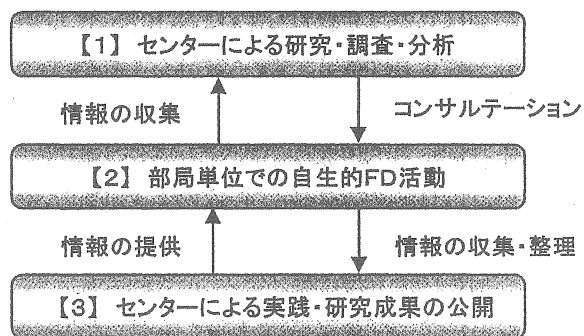 【1】 センターによる研究・調査・分析
情報の収集
コンサルテーション
【2】 部局単位での自生的FD活動
情報の提供
情報の収集・整理
【3】 センターによる実践・研究成果の公開